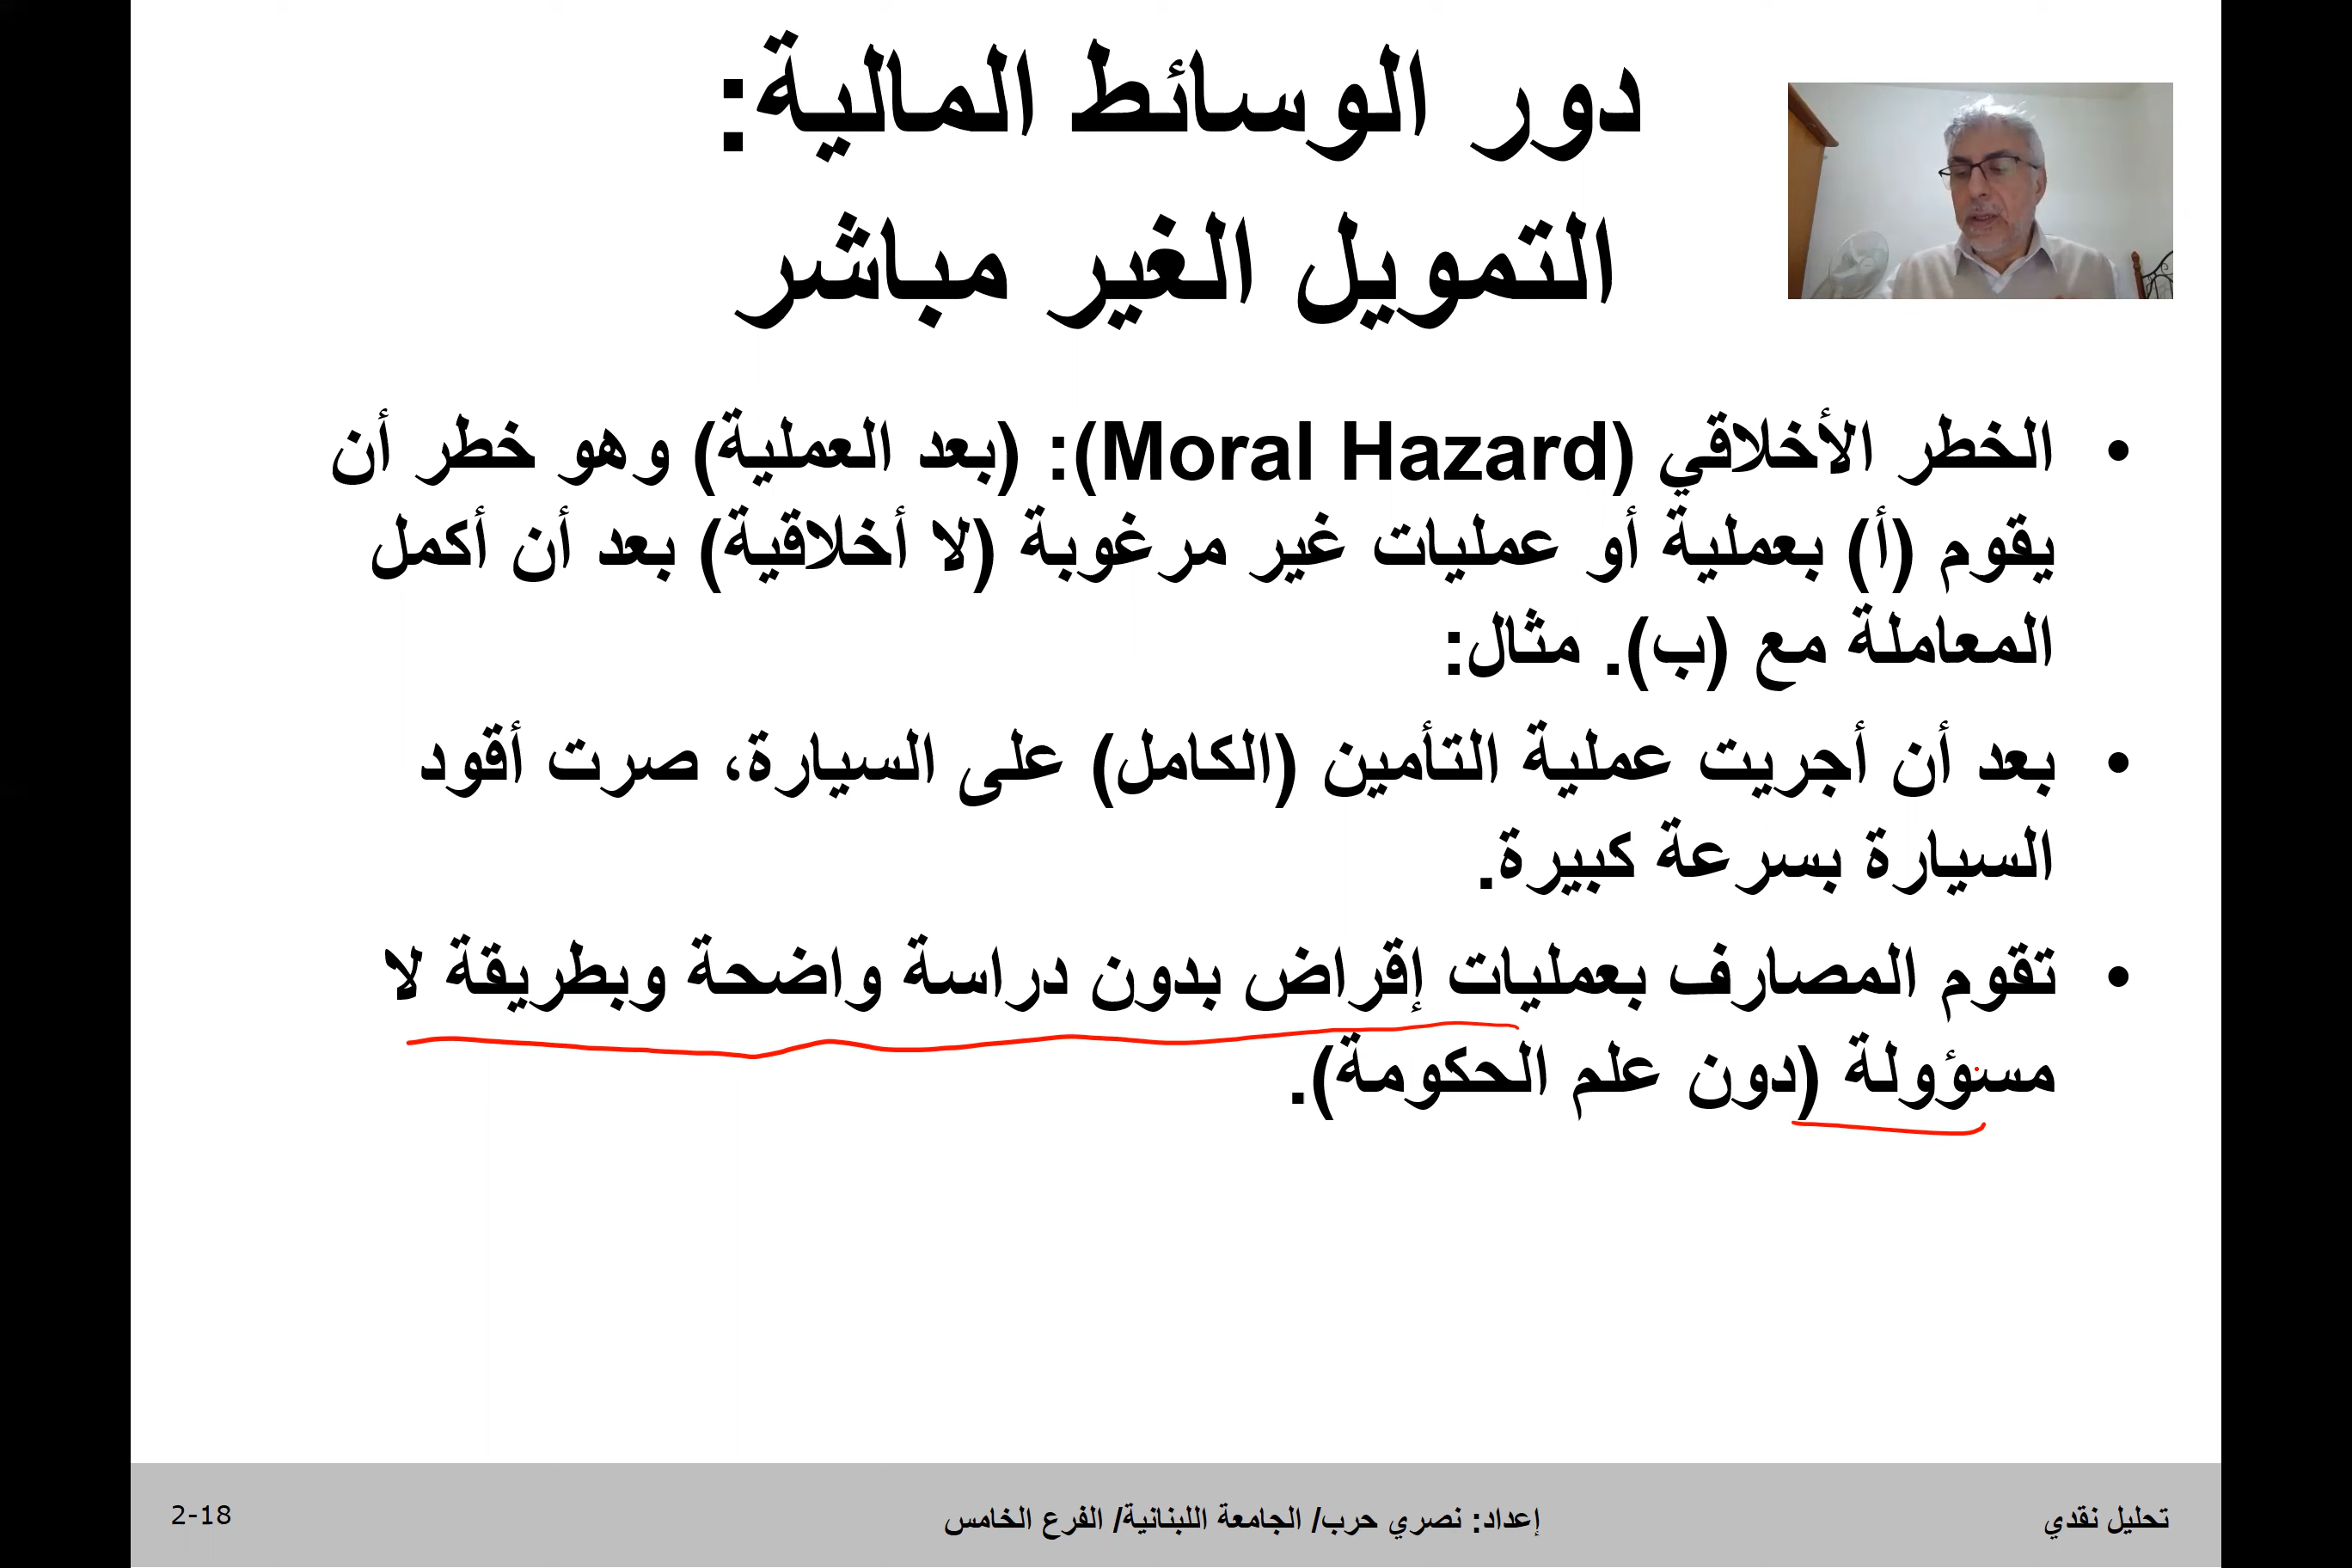 دور الوسائط المالية:
التمويل الغير مباشر
• الخطر الأخلاقي (Moral Hazard): (بعد العملية) وهو خطر أن
يقوم (أ) بعملية أو عمليات غير مرغوبة (لا أخلاقية) بعد أن أكمل
المعاملة مع (ب). مثال:
• بعد أن أجريت عملية التأمين (الكامل) على السيارة، صرت أقود
السيارة بسرعة كبيرة.
• تقوم المصارف بعمليات إقراض بدون دراسة واضحة وبطريقة لا
مسؤولة (دون علم الحكومة).
تحليل نقدي
إعداد: نصري حرب/ الجامعة اللبنانية/ الفرع الخامس
2-18